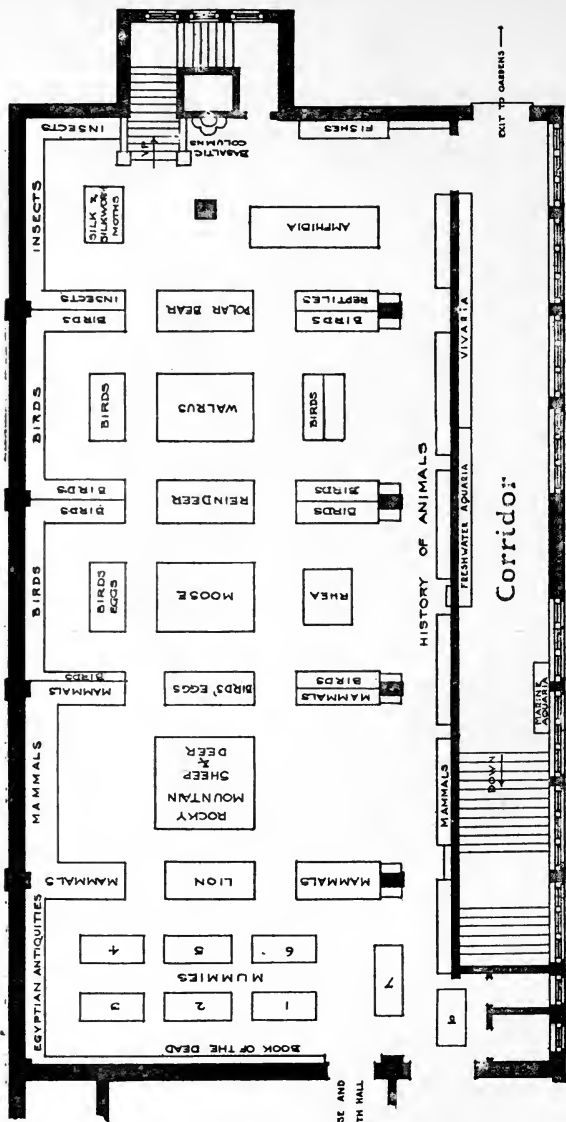 EXIT TO GARDENS
INSECTS
UP
BASALTIC
COLUMNS
FISHES
INSECTS
SILK &
SILKWORM
MOTHS
AMPHIBIA
INSECTS
BIRDS
POLAR BEAR
REPTILES
BIRDS
VIVARIA
BIRDS
BIRDS
WALRUS
BIRDS
HISTORY OF ANIMALS
BIRDS
BIRDS
REINDEER
BIRDS
BIRDS
FRESHWATER AQUARIA
Corridor
BIRDS
BIRDS
EGGS
MOOSE
RHEA
BIRDS
MAMMALS
BIRDS' EGGS
BIRDS
MAMMALS
MARINE
AQUARIA
MAMMALS
ROCKY
MOUNTAIN
SHEEP
&
DEER
MAMMALS
DOWN
MAMMALS
LION
MAMMALS
EGYPTIAN ANTIQUITIES
4
5
6
MUMMIES
3
2
1
7
BOOK OF THE DEAD
SE AND
TH HALL